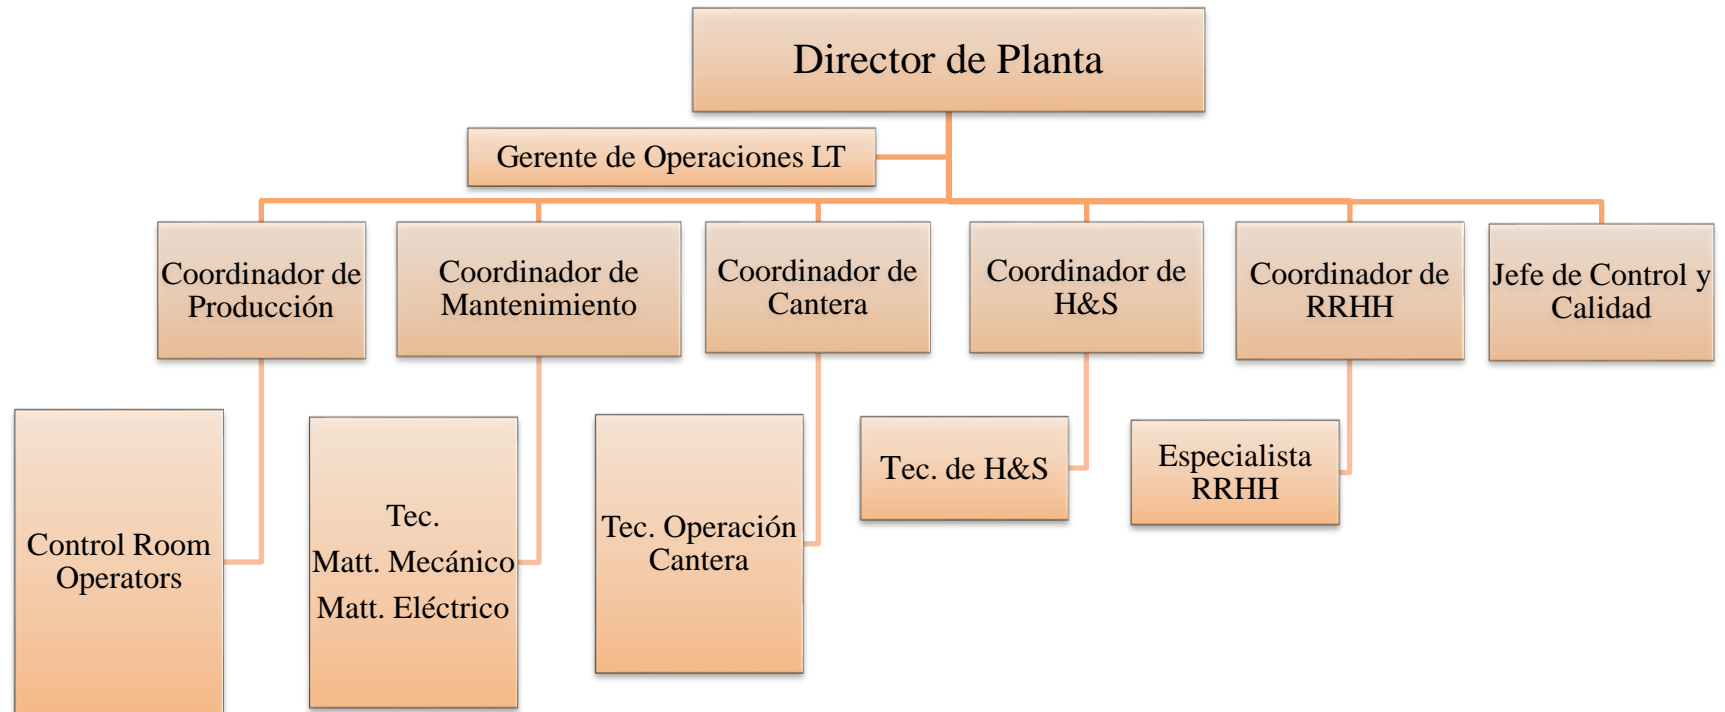 Director de Planta
Gerente de Operaciones LT
Coordinador de
Producción
Coordinador de
Mantenimiento
Coordinador de
Cantera
Coordinador de
H&S
Coordinador de
RRHH
Jefe de Control y
Calidad
Control Room
Operators
Tec.
Matt. Mecánico
Matt. Eléctrico
Tec. Operación
Cantera
Tec. de H&S
Especialista
RRHH